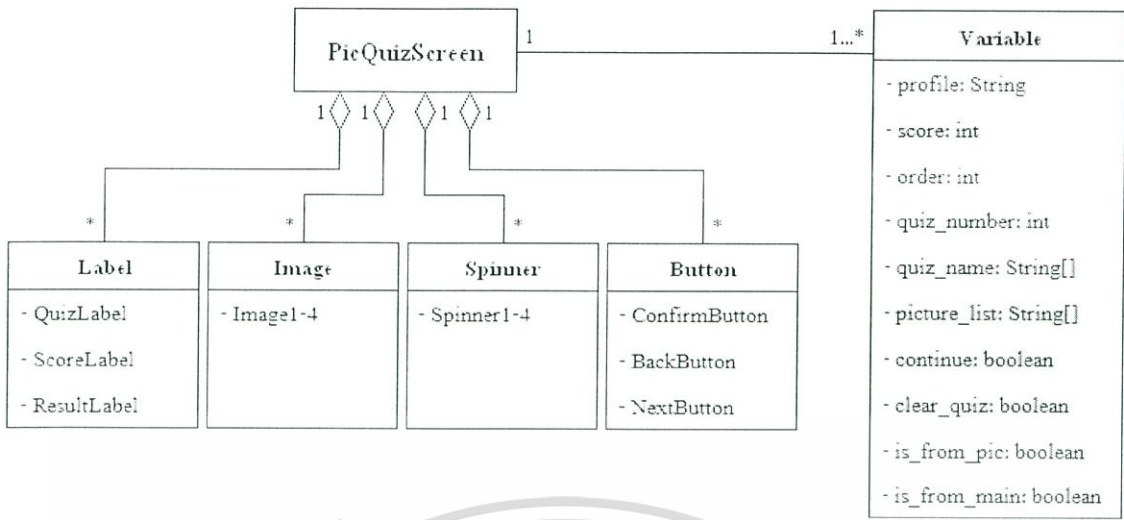 PicQuizScreen
1
1...*
1
1
1
1
*
*
*
*
Label
- QuizLabel
- ScoreLabel
- ResultLabel
Image
- Image1-4
Spinner
- Spinner1-4
Button
- ConfirmButton
- BackButton
- NextButton
Variable
- profile: String
- score: int
- order: int
- quiz_number: int
- quiz_name: String[]
- picture_list: String[]
- continue: boolean
- clear_quiz: boolean
- is_from_pic: boolean
- is_from_main: boolean